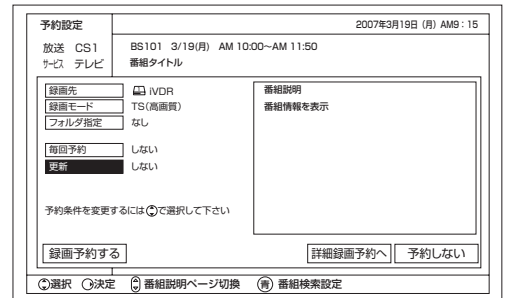 予約設定
2007年3月19日 (月) AM9：15
放送 CS1
BS101 3/19(月) AM 10:00~AM 11:50
サービス テレビ
番組タイトル
録画先 iVDR
録画モード TS(高画質)
フォルダ指定 なし
毎回予約 しない
更新 しない
番組説明
番組情報を表示
予約条件を変更するには で選択して下さい
録画予約する
詳細録画予約へ
予約しない
選択 決定 番組説明ページ切換 青 番組検索設定